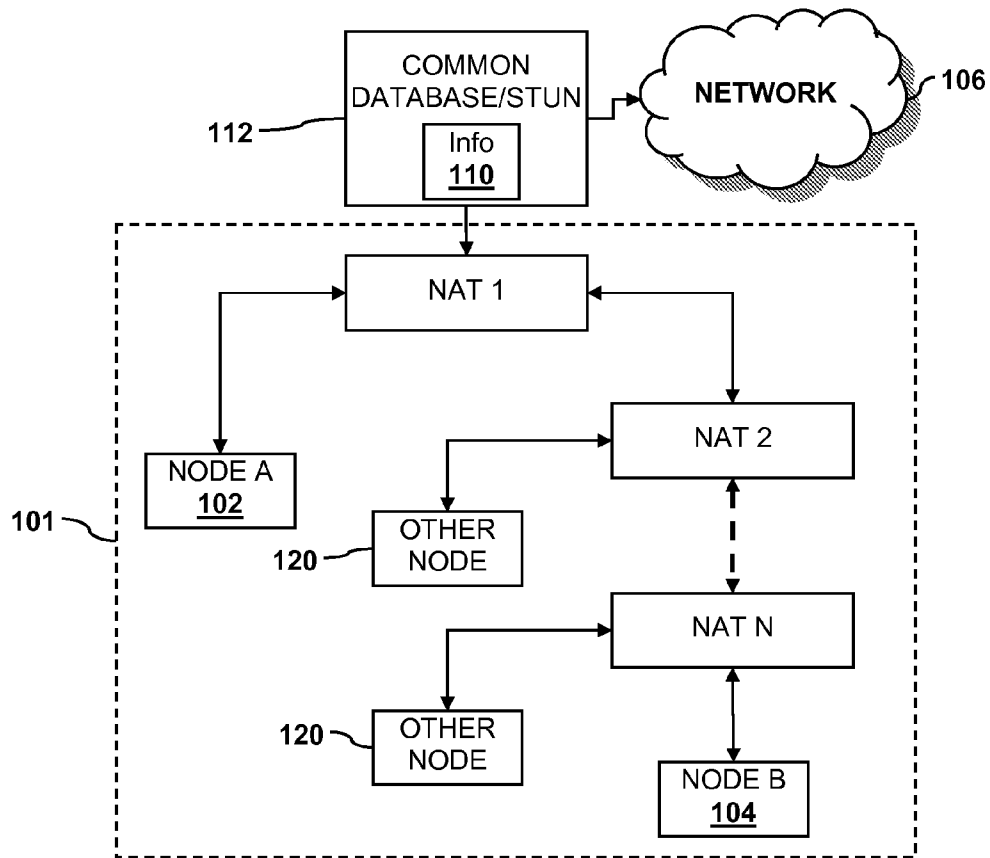 COMMON
DATABASE/STUN
Info
110
112
NETWORK
106
NAT 1
NAT 2
NODE A
102
101
OTHER
NODE
120
NAT N
OTHER
NODE
120
NODE B
104